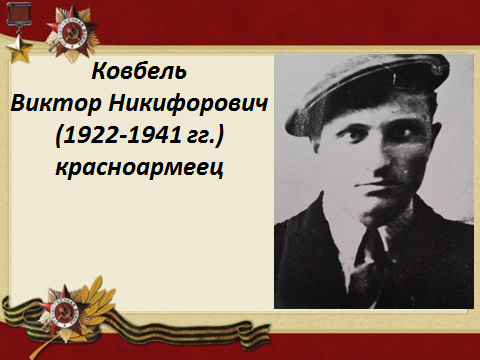 Ковбель
Виктор Никифорович
(1922-1941 гг.)
красноармеец